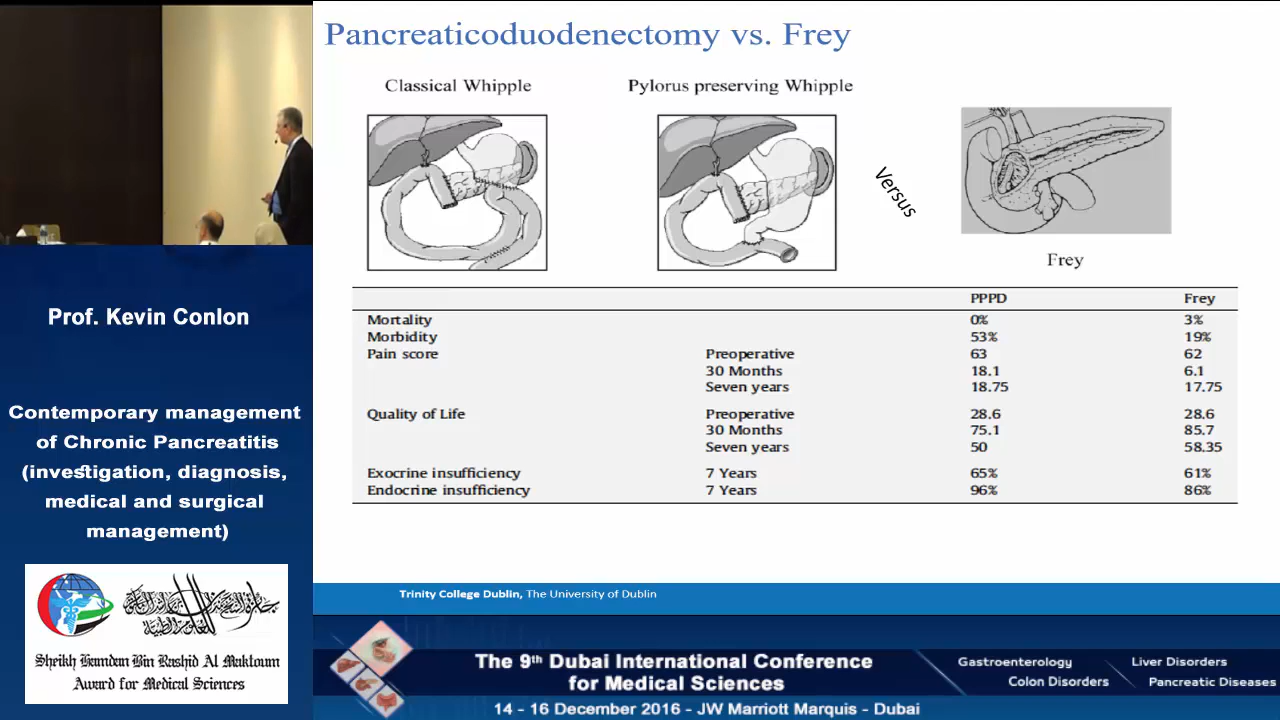 Pancreaticoduodenectomy vs. Frey
Classical Whipple
Pylorus preserving Whipple
Versus
Frey
PPPD Frey
Mortality 0% 3%
Morbidity 53% 19%
Pain score Preoperative 63 62
30 Months 18.1 6.1
Seven years 18.75 17.75
Quality of Life Preoperative 28.6 28.6
30 Months 75.1 85.7
Seven years 50 58.35
Exocrine insufficiency 7 Years 65% 61%
Endocrine insufficiency 7 Years 96% 86%
Prof. Kevin Conlon
Contemporary management
of Chronic Pancreatitis
(investigation, diagnosis,
medical and surgical
management)
Sheikh Hamdan Bin Rashid Al Maktoum
Award for Medical Sciences
Trinity College Dublin, The University of Dublin
The 9th Dubai International Conference
for Medical Sciences
14 - 16 December 2016 - JW Marriott Marquis - Dubai
Gastroenterology
Liver Disorders
Colon Disorders
Pancreatic Diseases